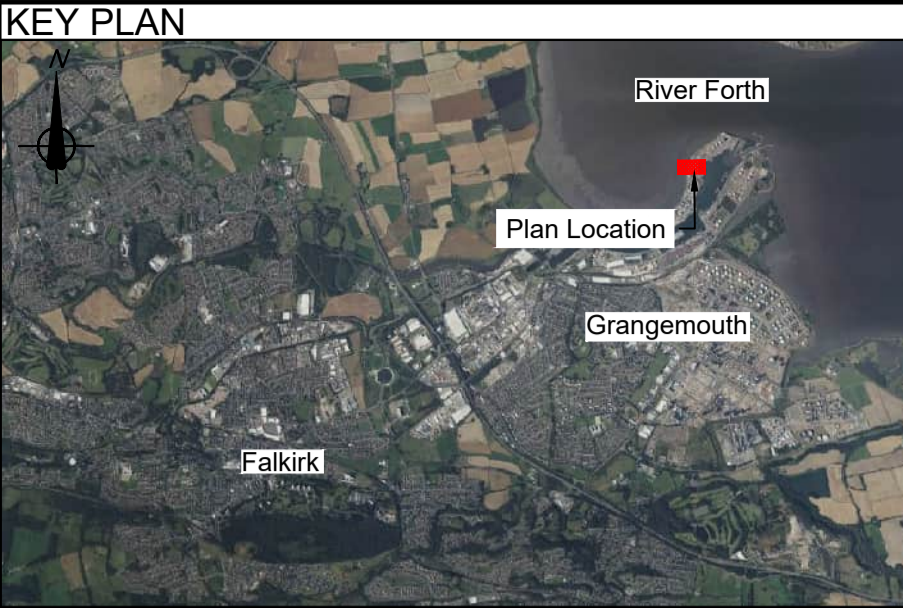 KEY PLAN
N
River Forth
Plan Location
Grangemouth
Falkirk